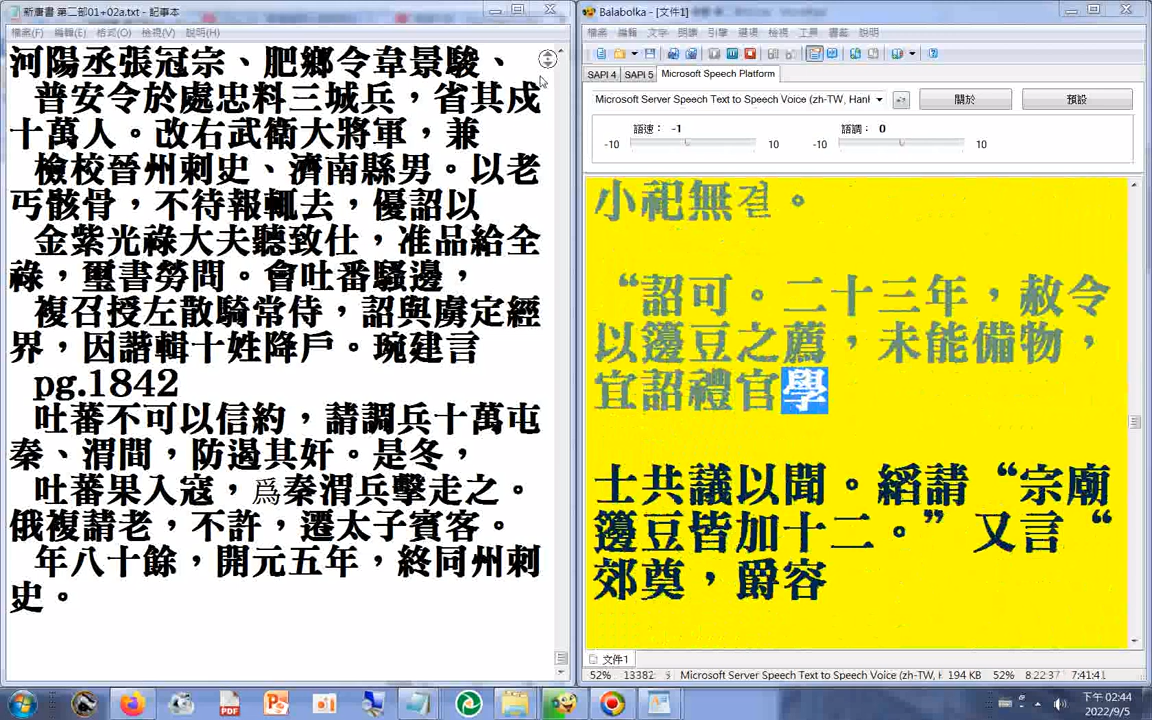 新唐書 第二部01+02a.txt - 記事本
檔案(F) 編輯(E) 格式(O) 檢視(V) 說明(H)
河陽丞張冠宗、肥鄉令韋景駿、
普安令於處忠料三城兵，省其戍
十萬人。改右武衛大將軍，兼
檢校晉州刺史、濟南縣男。以老
丐骸骨，不待報輒去，優詔以
金紫光祿大夫聽致仕，准品給全
祿，璽書勞問。會吐番騷邊，
複召授左散騎常侍，詔與虜定經
界，因諧輯十姓降戶。琬建言
pg.1842
吐蕃不可以信約，請調兵十萬屯
秦、渭間，防遏其奸。是冬，
吐蕃果入寇，爲秦渭兵擊走之。
俄複請老，不許，遷太子賓客。
年八十餘，開元五年，終同州刺
史。
Balabolka - [文件1]
檔案 編輯 文字 朗讀 引擎 選項 檢視 工具 書籤 說明
SAPI 4 SAPI 5 Microsoft Speech Platform
Microsoft Server Speech Text to Speech Voice (zh-TW, HanH
關於 預設
語速： -1 語調： 0
-10 10 -10 10
小祀無결。
“詔可。二十三年，赦令
以籩豆之薦，未能備物，
宜詔禮官學
士共議以聞。縚請“宗廟
籩豆皆加十二。” 又言“
郊奠，爵容
文件1
52% 13382 Microsoft Speech Platform Microsoft Server Speech Text to Speech Voice (zh-TW, 194 KB 52% 8:22:37 7:41:41
下午 02:44
2022/9/5